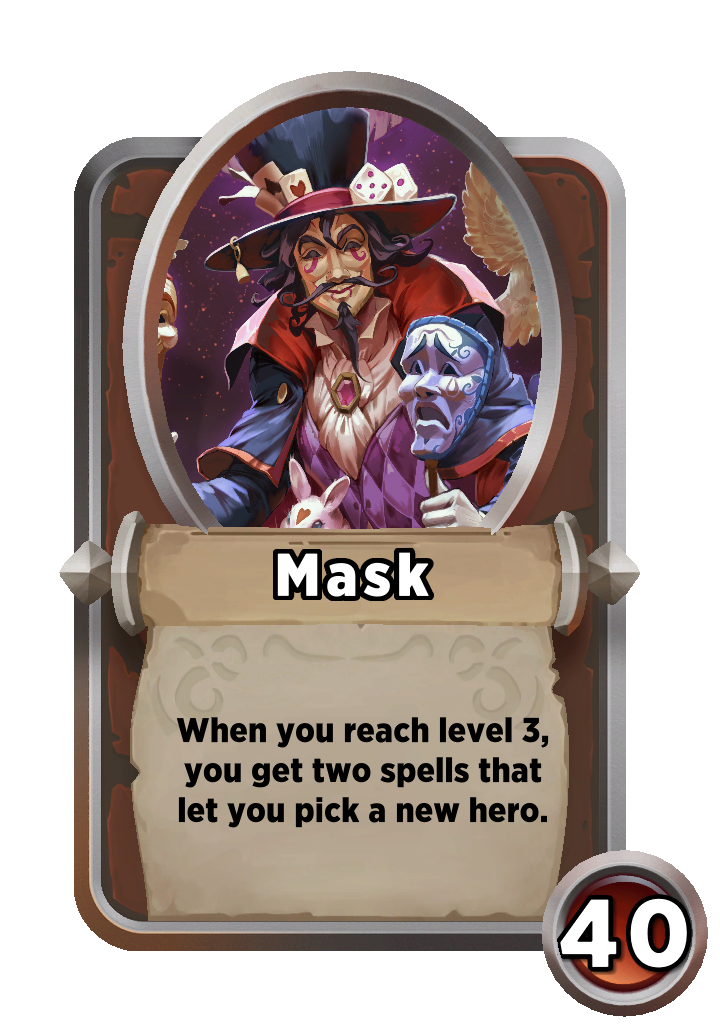 Mask
When you reach level 3,
you get two spells that
let you pick a new hero.
40